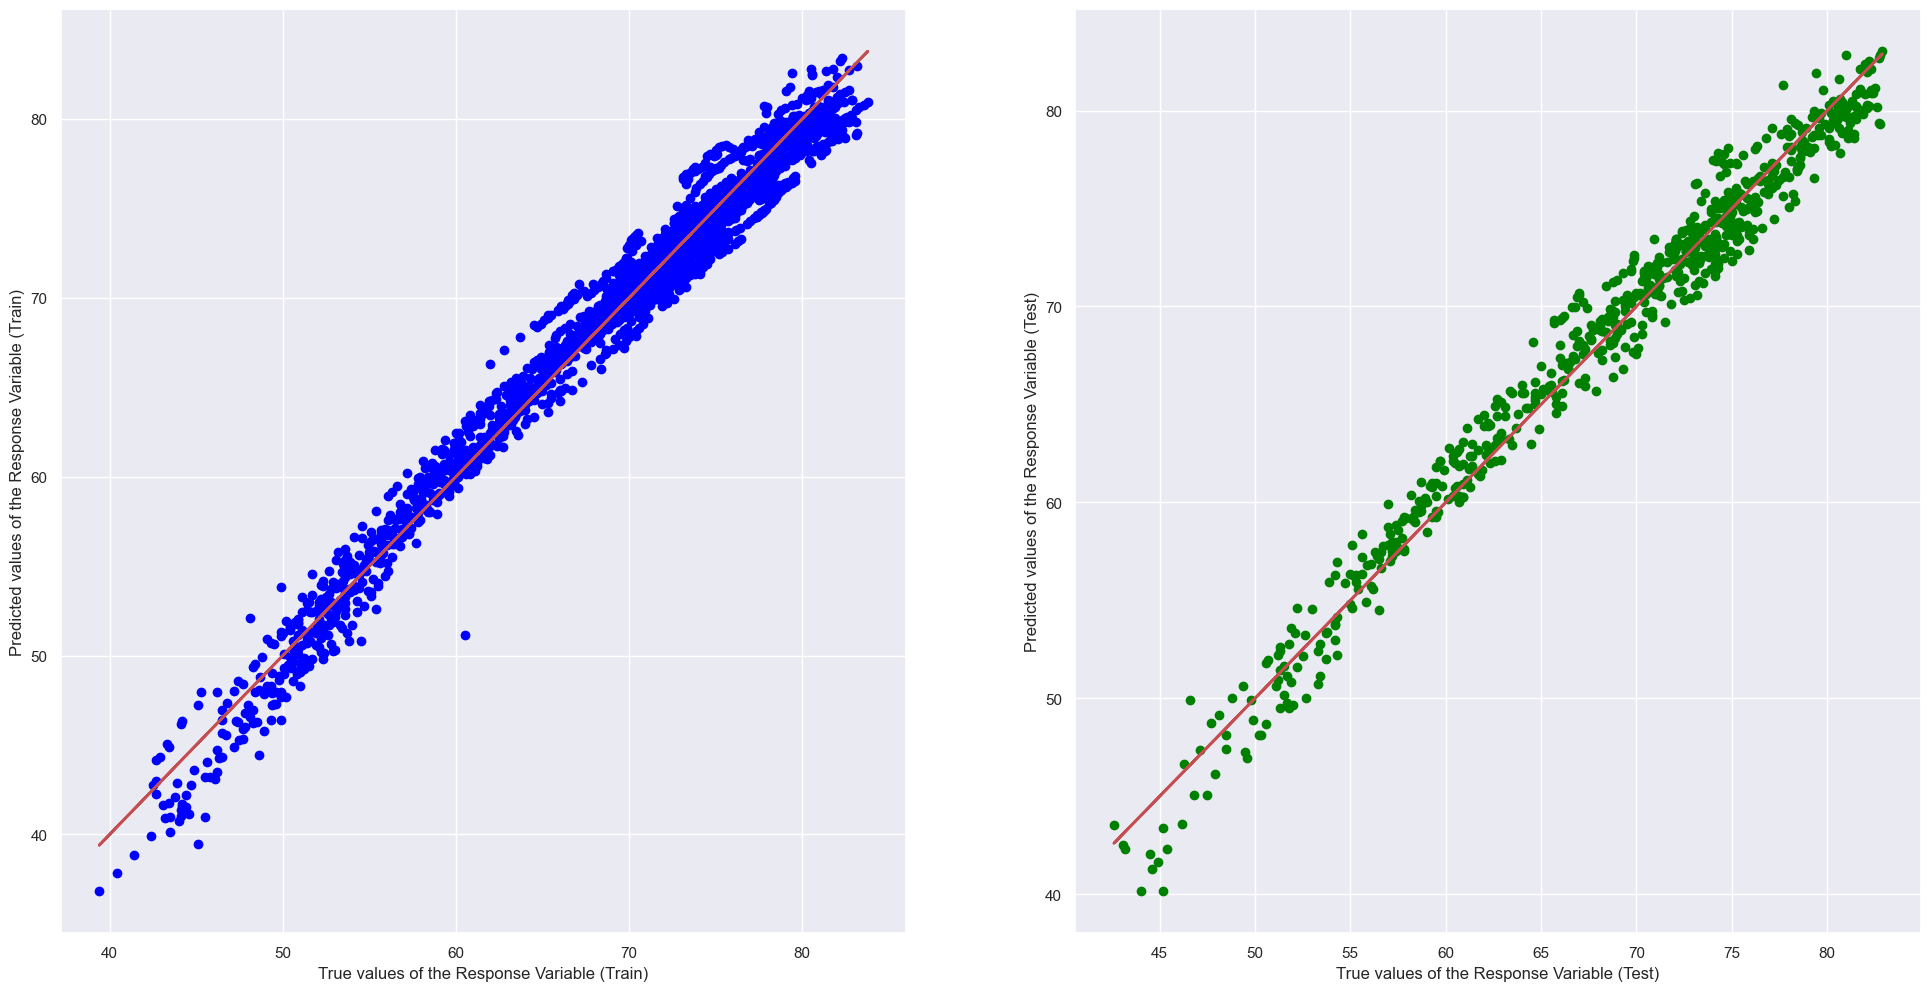 Predicted values of the Response Variable (Train)
80
70
60
50
40
40 50 60 70 80
True values of the Response Variable (Train)
Predicted values of the Response Variable (Test)
80
70
60
50
40
45 50 55 60 65 70 75 80
True values of the Response Variable (Test)